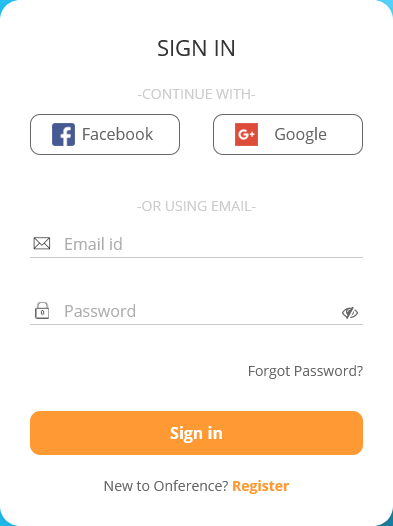 SIGN IN
-CONTINUE WITH-
Facebook
Google
-OR USING EMAIL-
Email id
Password
Forgot Password?
Sign in
New to Onference? Register